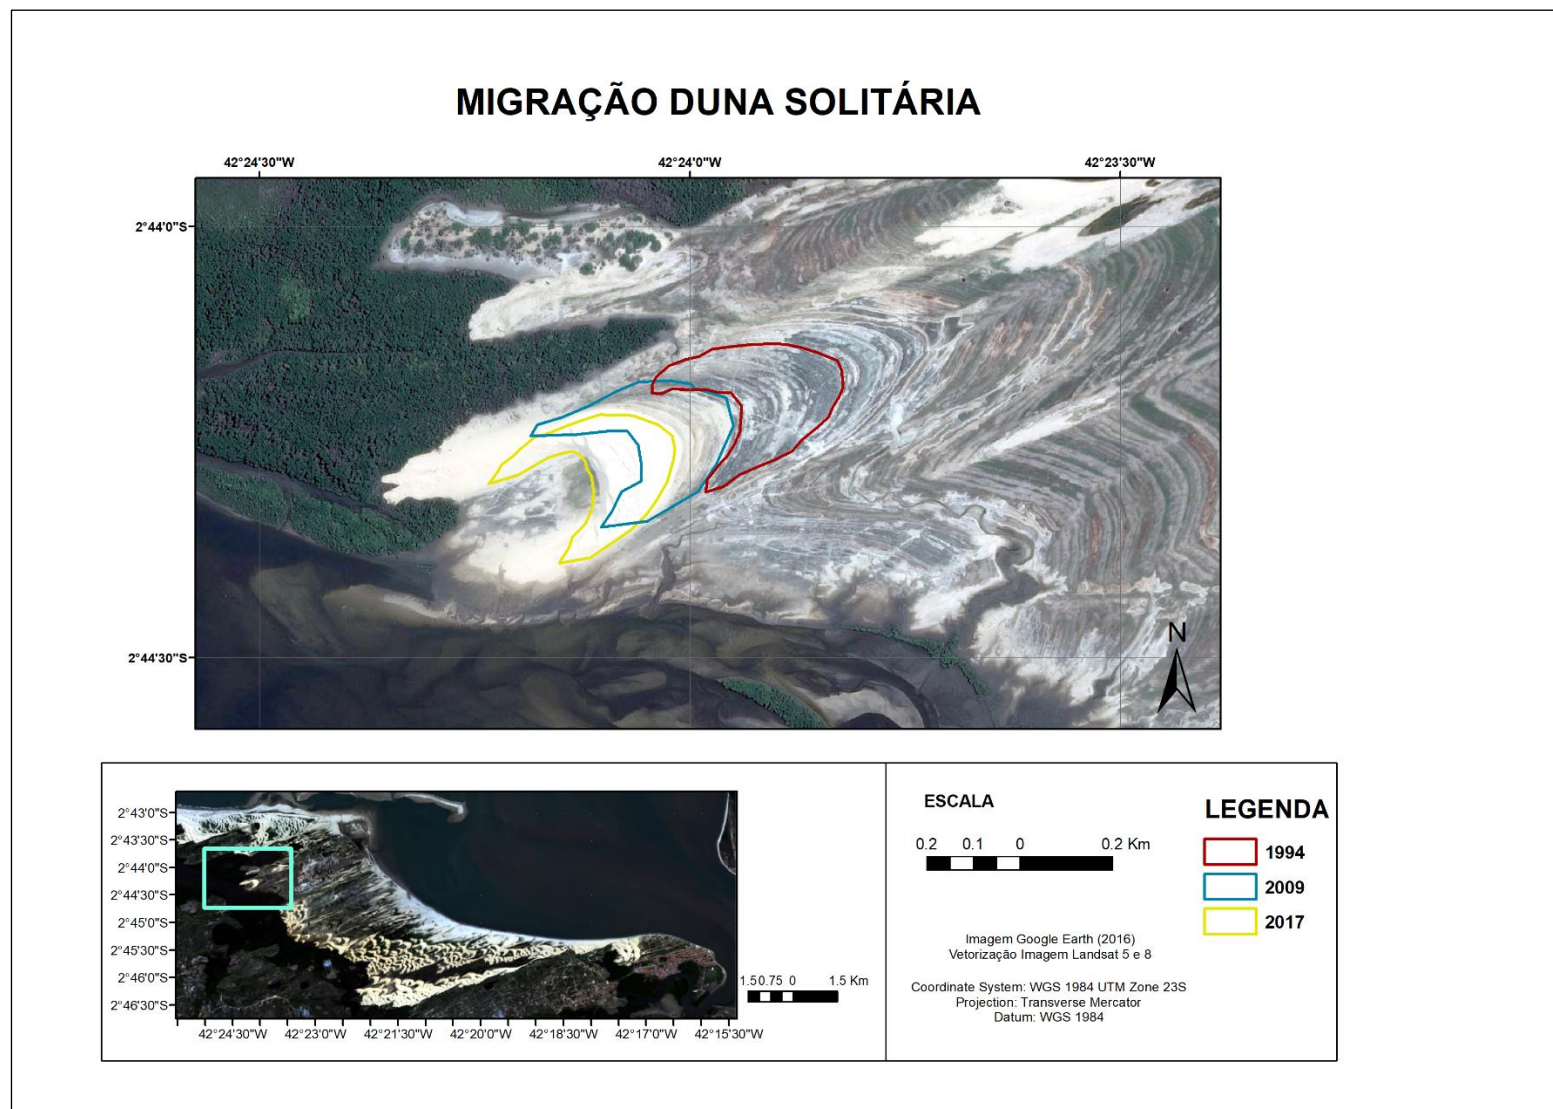 MIGRAÇÃO DUNA SOLITÁRIA
42°24'30"W 42°24'0"W 42°23'30"W
2°44'0"S
2°44'30"S
N
2°43'0"S
2°43'30"S
2°44'0"S
2°44'30"S
2°45'0"S
2°45'30"S
2°46'0"S
2°46'30"S
42°24'30"W 42°23'0"W 42°21'30"W 42°20'0"W 42°18'30"W 42°17'0"W 42°15'30"W
1.5 0.75 0 1.5 Km
ESCALA
0.2 0.1 0 0.2 Km
Imagem Google Earth (2016)
Vetorização Imagem Landsat 5 e 8
Coordinate System: WGS 1984 UTM Zone 23S
Projection: Transverse Mercator
Datum: WGS 1984
LEGENDA
1994
2009
2017